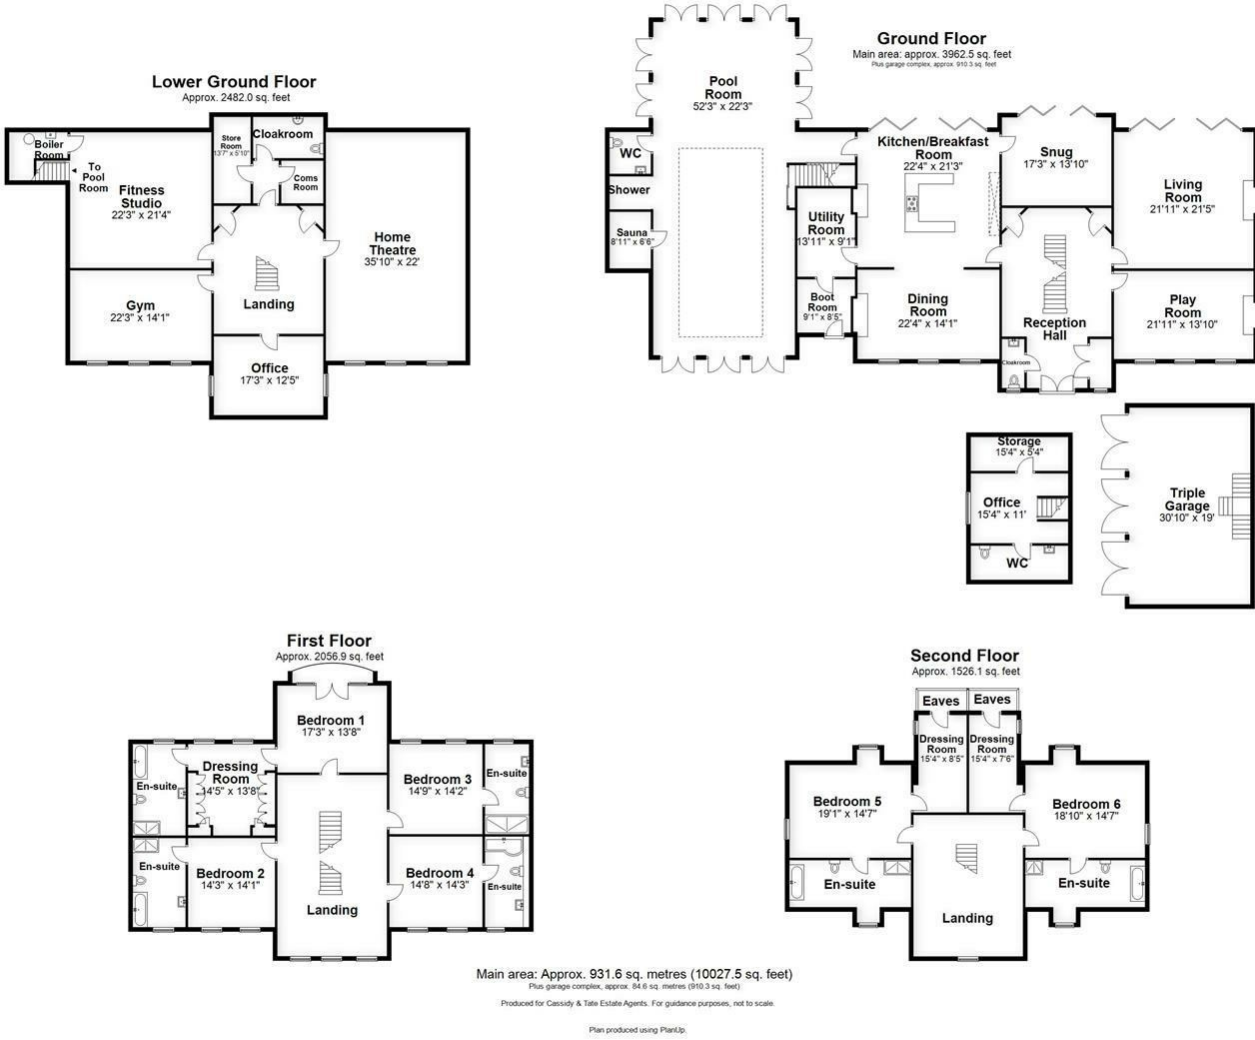 Lower Ground Floor
Approx. 2482.0 sq. feet
Boiler
Room
To
Pool
Room
Fitness
Studio
22'3" x 21'4"
Store
Room
13'7" x 5'10"
Cloakroom
Coms
Room
Home
Theatre
35'10" x 22'
Gym
22'3" x 14'1"
Landing
Office
17'3" x 12'5"
Ground Floor
Main area: approx. 3962.5 sq. feet
Plus garage complex, approx. 910.3 sq. feet
Pool
Room
52'3" x 22'3"
WC
Shower
Sauna
8'11" x 6'6"
Utility
Room
13'11" x 9'1"
Boot
Room
9'1" x 8'5"
Kitchen/Breakfast
Room
22'4" x 21'3"
Dining
Room
22'4" x 14'1"
Snug
17'3" x 13'10"
Living
Room
21'11" x 21'5"
Play
Room
21'11" x 13'10"
Reception
Hall
Cloakroom
Storage
15'4" x 5'4"
Office
15'4" x 11'
WC
Triple
Garage
30'10" x 19'
First Floor
Approx. 2056.9 sq. feet
Bedroom 1
17'3" x 13'8"
Dressing
Room
14'5" x 13'8"
En-suite
Bedroom 3
14'9" x 14'2"
En-suite
En-suite
Bedroom 2
14'3" x 14'1"
Bedroom 4
14'8" x 14'3"
En-suite
Landing
Second Floor
Approx. 1526.1 sq. feet
Eaves
Eaves
Dressing
Room
15'4" x 8'5"
Dressing
Room
15'4" x 7'6"
Bedroom 5
19'1" x 14'7"
Bedroom 6
18'10" x 14'7"
En-suite
En-suite
Landing
Main area: Approx. 931.6 sq. metres (10027.5 sq. feet)
Plus garage complex, approx. 84.6 sq. metres (910.3 sq. feet)
Produced for Cassidy & Tate Estate Agents. For guidance purposes, not to scale.
Plan produced using PlanUp.